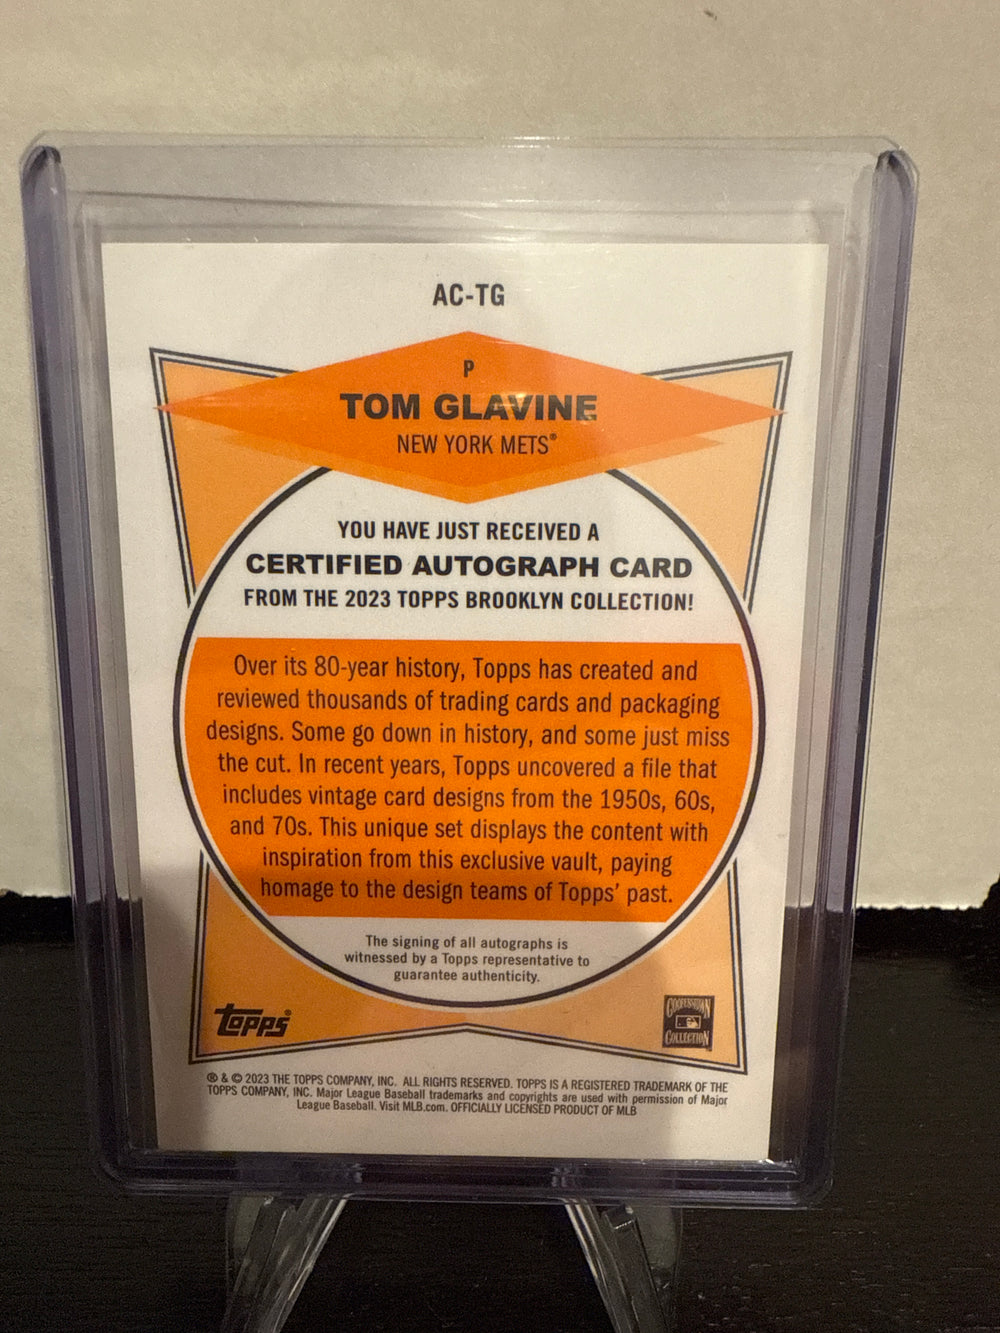 AC-TG
P
TOM GLAVINE
NEW YORK METS®
YOU HAVE JUST RECEIVED A
CERTIFIED AUTOGRAPH CARD
FROM THE 2023 TOPPS BROOKLYN COLLECTION!
Over its 80-year history, Topps has created and
reviewed thousands of trading cards and packaging
designs. Some go down in history, and some just miss
the cut. In recent years, Topps uncovered a file that
includes vintage card designs from the 1950s, 60s,
and 70s. This unique set displays the content with
inspiration from this exclusive vault, paying
homage to the design teams of Topps' past.
The signing of all autographs is
witnessed by a Topps representative to
guarantee authenticity.
Topps®
COOPERSTOWN
COLLECTION
® & © 2023 THE TOPPS COMPANY, INC. ALL RIGHTS RESERVED. TOPPS IS A REGISTERED TRADEMARK OF THE
TOPPS COMPANY, INC. Major League Baseball trademarks and copyrights are used with permission of Major
League Baseball. Visit MLB.com. OFFICIALLY LICENSED PRODUCT OF MLB